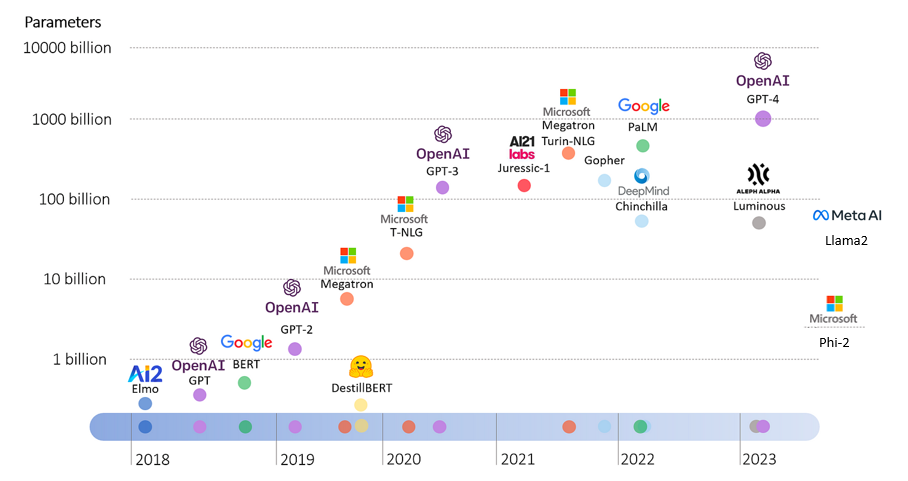 Parameters
10000 billion
OpenAI
GPT-4
Microsoft
Megatron
Turin-NLG
Google
PaLM
1000 billion
OpenAI
GPT-3
AI21
labs
Juressic-1
Gopher
DeepMind
Chinchilla
ALEPH ALPHA
Luminous
100 billion
Microsoft
T-NLG
Meta AI
Llama2
Microsoft
Megatron
10 billion
OpenAI
GPT-2
Microsoft
Phi-2
Google
BERT
1 billion
OpenAI
GPT
Ai2
Elmo
DestillBERT
2018
2019
2020
2021
2022
2023